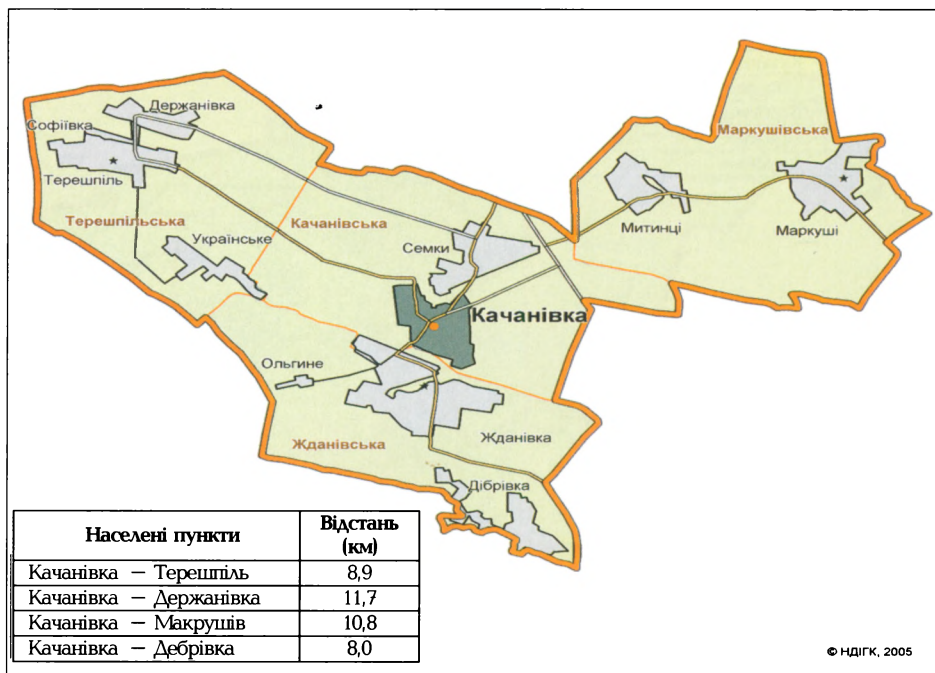 Держанівка
Софіївка
Маркушівська
Терешпіль
Терешпільська
Качанівська
Митинці
Маркуші
Українське
Семки
Качанівка
Ольгине
Жданівська
Жданівка
Дібрівка
Населені пункти Відстань (км)
Качанівка — Терешпіль 8,9
Качанівка — Держанівка 11,7
Качанівка — Макрушів 10,8
Качанівка — Дебрівка 8,0
© НДІГК, 2005